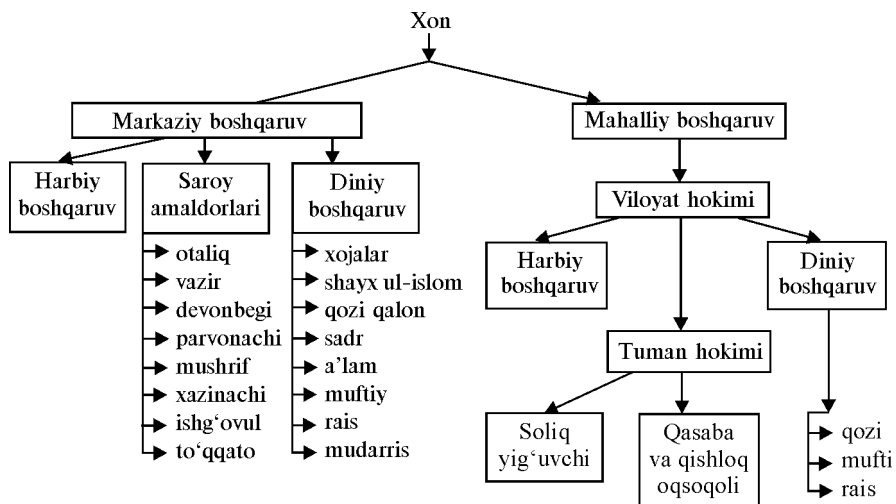 Xon
Markaziy boshqaruv
Mahalliy boshqaruv
Harbiy
boshqaruv
Saroy
amaldorlari
Diniy
boshqaruv
otaliq
vazir
devonbegi
parvonachi
mushrif
xazinachi
ishg‘ovul
to‘qqato
xojalar
shayx ul-islom
qozi qalon
sadr
a’lam
muftiy
rais
mudarris
Viloyat hokimi
Harbiy
boshqaruv
Diniy
boshqaruv
Tuman hokimi
Soliq
yig‘uvchi
Qasaba
va qishloq
oqsoqoli
qozi
mufti
rais